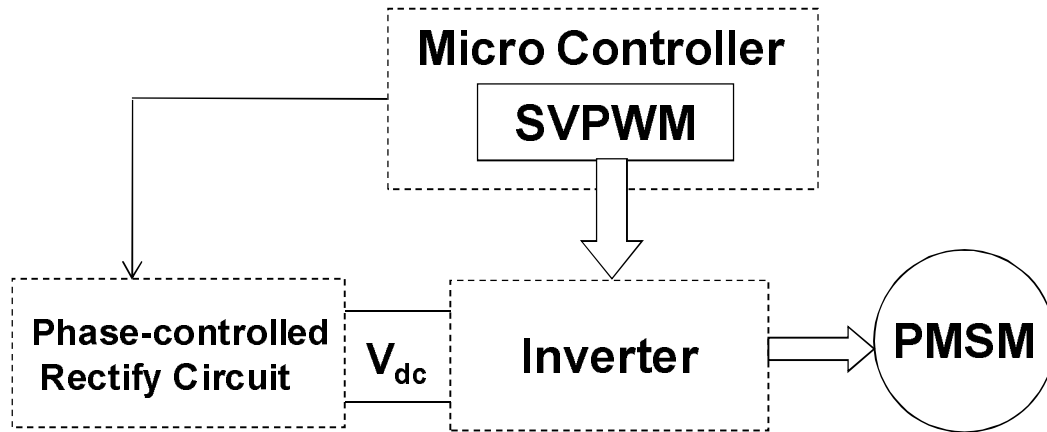 Micro Controller
SVPWM
Phase-controlled
Rectify Circuit
Vdc
Inverter
PMSM